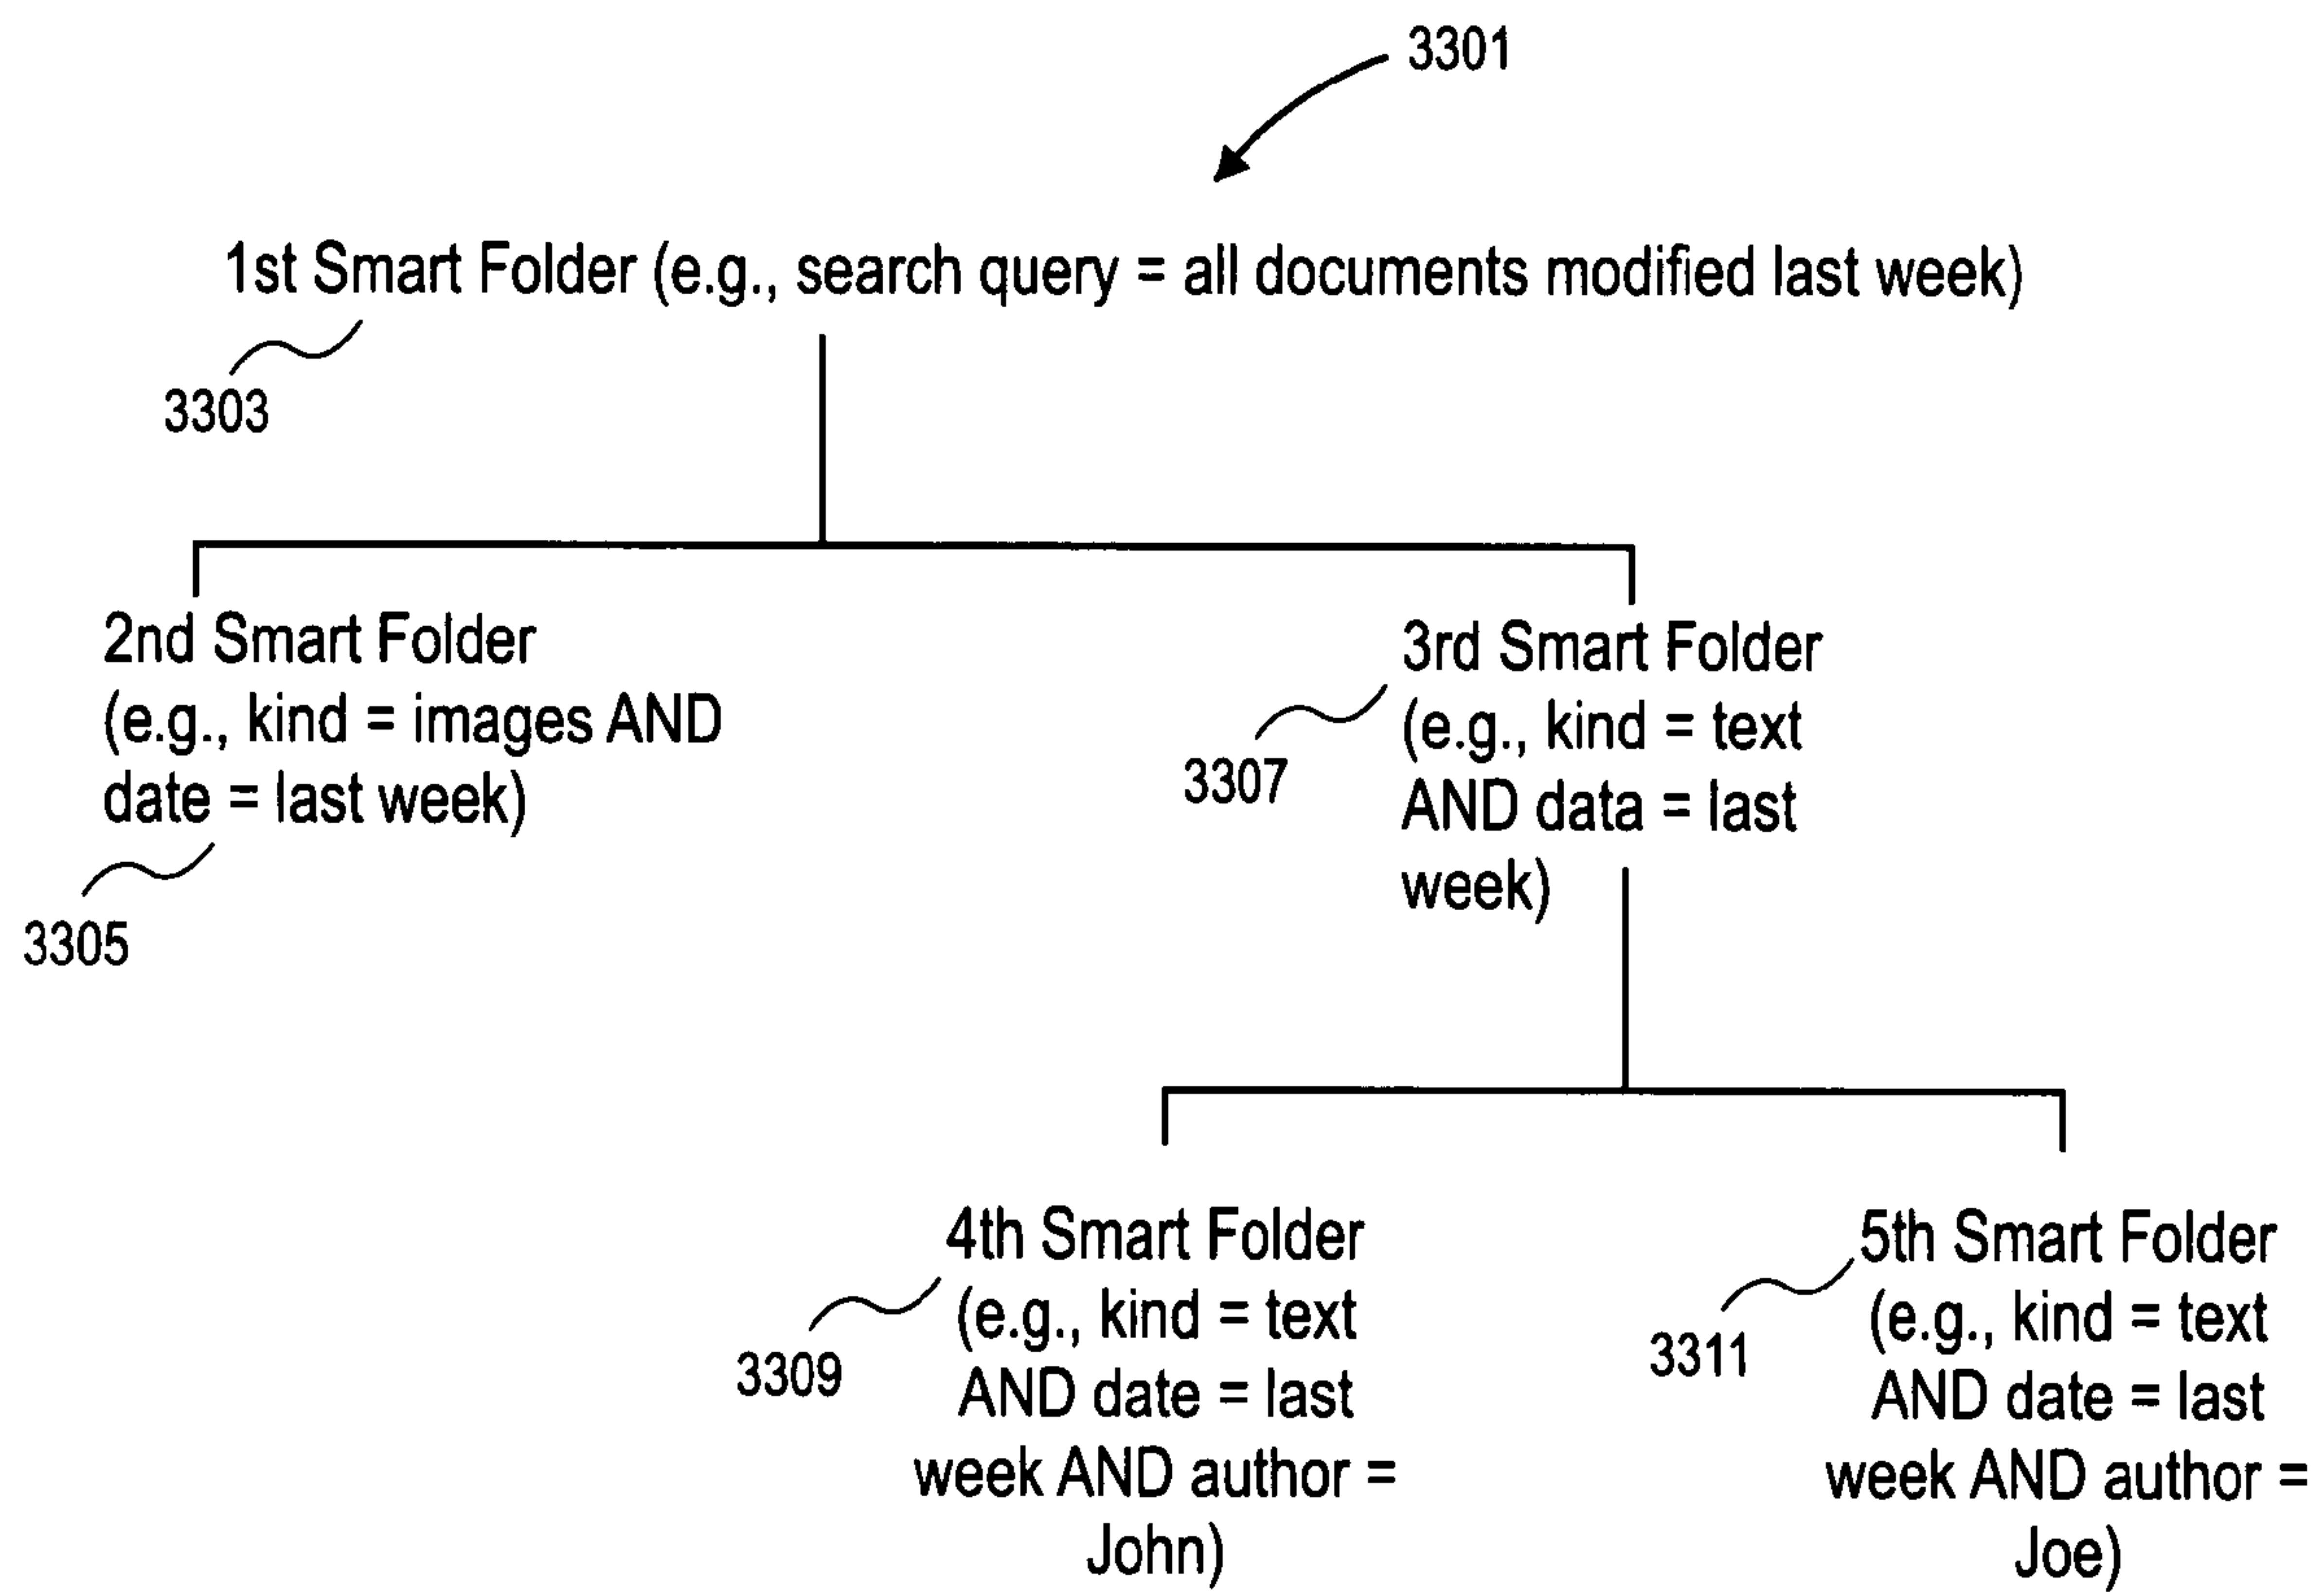 3301
1st Smart Folder (e.g., search query = all documents modified last week)
3303
2nd Smart Folder
(e.g., kind = images AND
date = last week)
3305
3rd Smart Folder
(e.g., kind = text
AND data = last
week)
3307
4th Smart Folder
(e.g., kind = text
AND date = last
week AND author =
John)
3309
5th Smart Folder
(e.g., kind = text
AND date = last
week AND author =
Joe)
3311